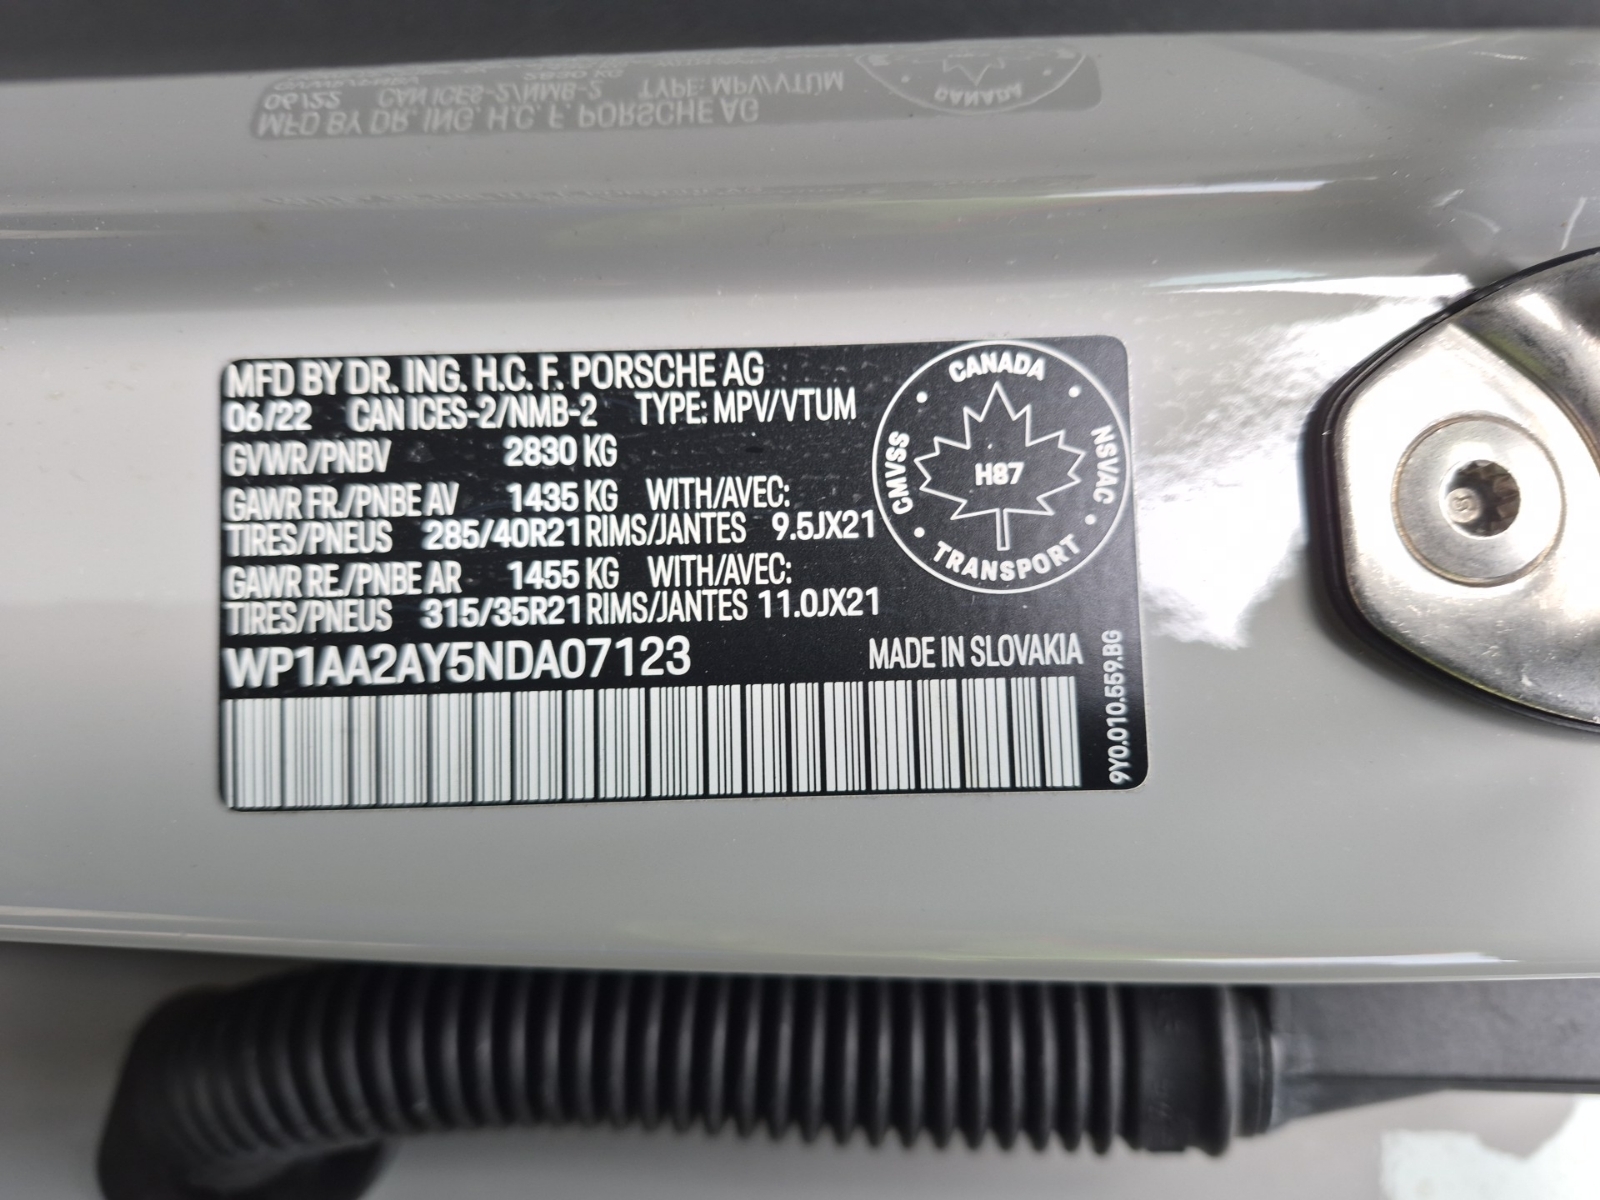 MFD BY DR. ING. H.C. F. PORSCHE AG
06/22 CAN ICES-2/NMB-2 TYPE: MPV/VTUM
GVWR/PNBV 2830 KG
GAWR FR./PNBE AV 1435 KG WITH/AVEC:
TIRES/PNEUS 285/40R21 RIMS/JANTES 9.5JX21
GAWR RE./PNBE AR 1455 KG WITH/AVEC:
TIRES/PNEUS 315/35R21 RIMS/JANTES 11.0JX21
WP1AA2AY5NDA07123 MADE IN SLOVAKIA
CANADA
CMVSS
NSVAC
H87
TRANSPORT
9Y0.010.559.BG